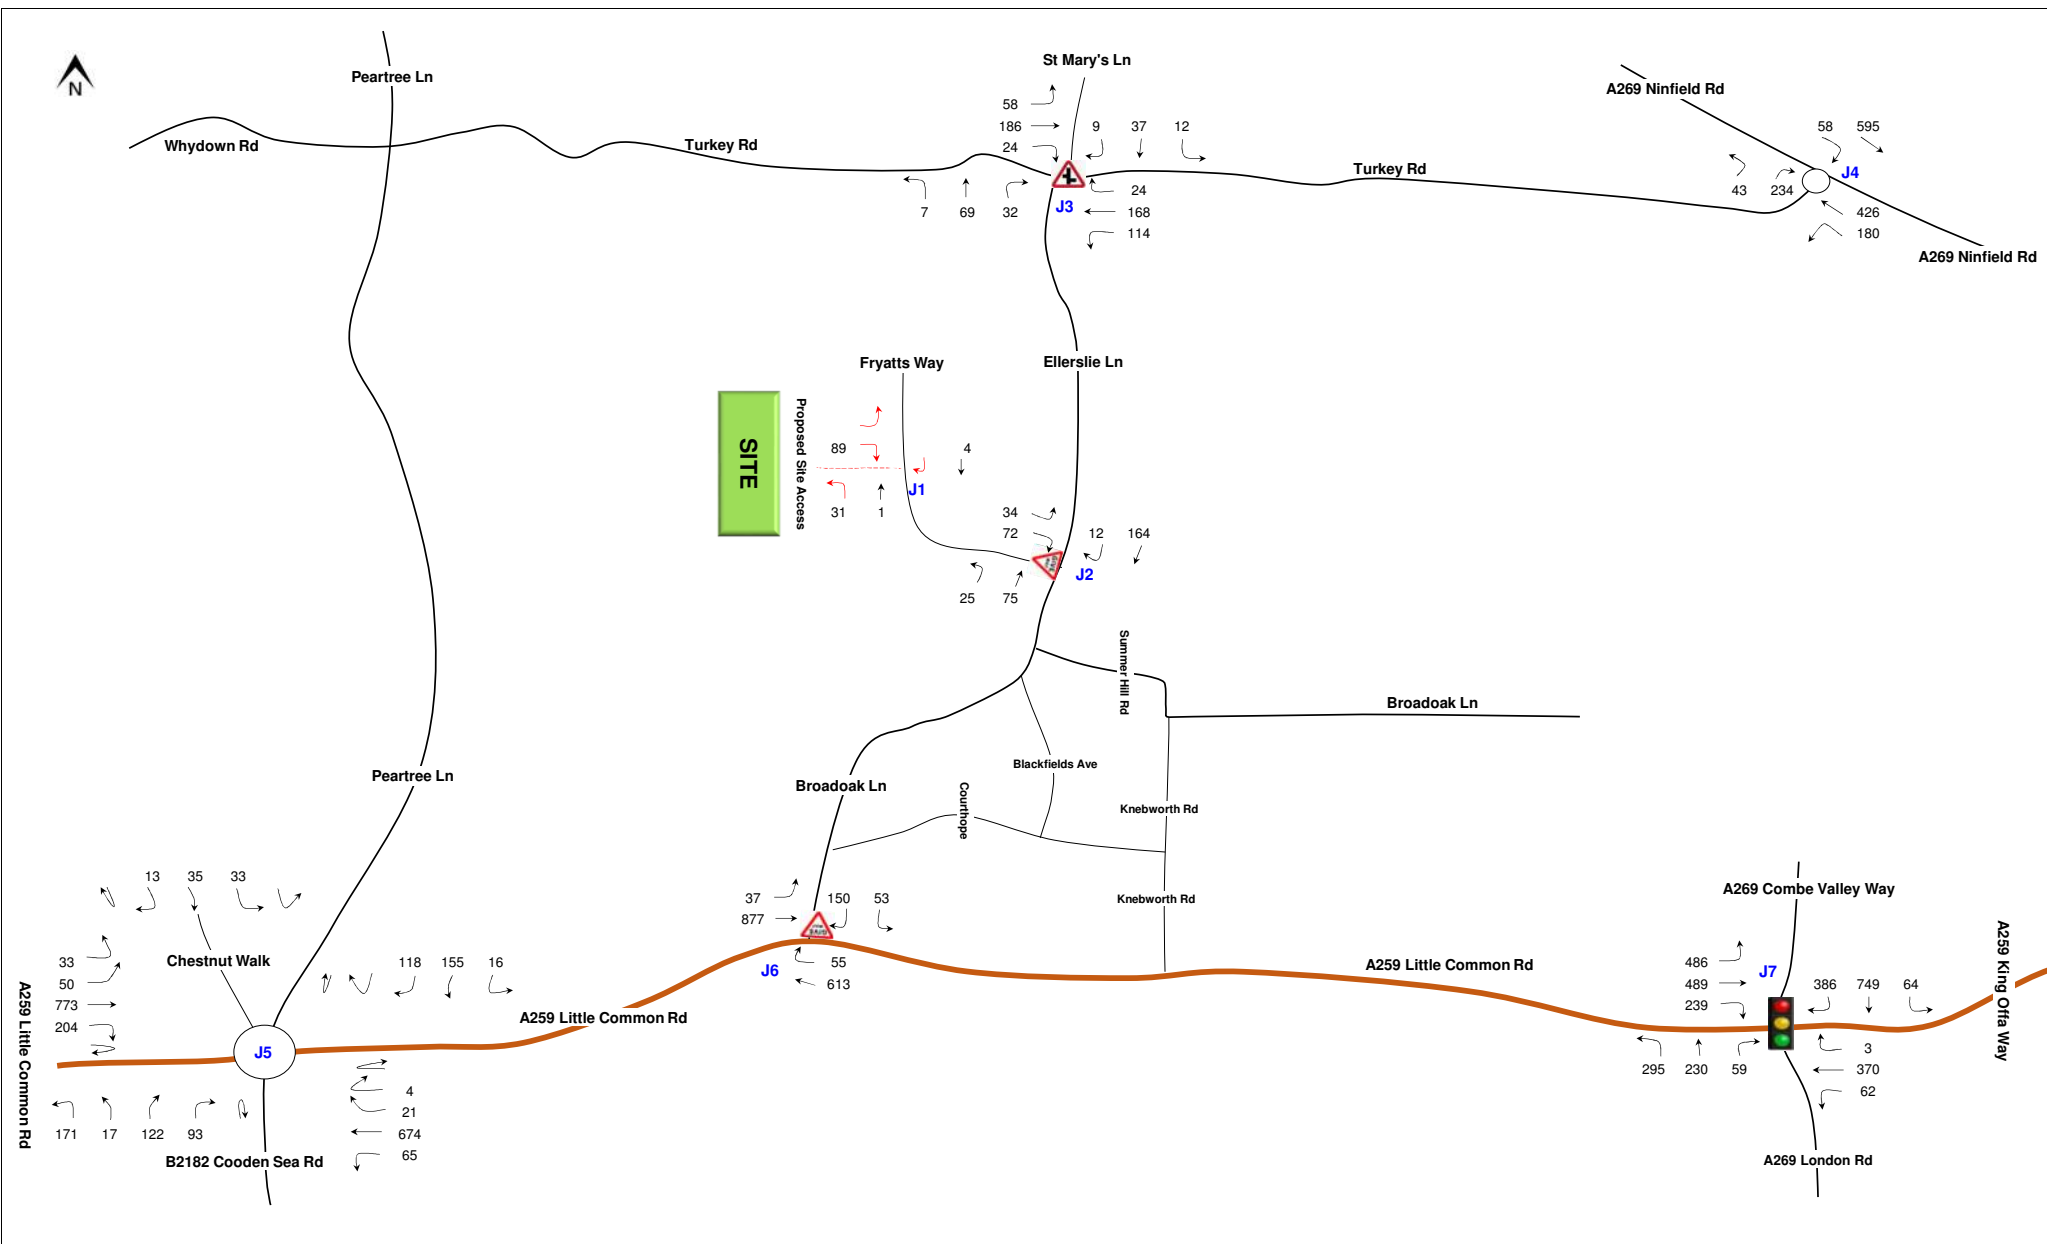 St Mary's Ln
N
Peartree Ln
A269 Ninfield Rd
58
186 9 37 12
24
58 595
Whydown Rd
Turkey Rd
Turkey Rd
J4
43 234
24
7 69 32
J3
168
426
114
180
A269 Ninfield Rd
Fryatts Way
Ellerslie Ln
SITE
Proposed Site Access
89 4
J1
31 1
34
72 12 164
J2
25 75
Summer Hill Rd
Broadoak Ln
Blackfields Ave
Peartree Ln
Broadoak Ln
Courthope
Knebworth Rd
13 35 33
37 150 53
877
Knebworth Rd
A269 Combe Valley Way
A259 King Offa Way
33
Chestnut Walk
118 155 16
55
J6
A259 Little Common Rd
486
J7
50
613
489 386 749 64
773
239
204
A259 Little Common Rd
A259 Little Common Rd
J5
3
295 230 59 370
62
4
21
171 17 122 93 674
65
B2182 Cooden Sea Rd
A269 London Rd